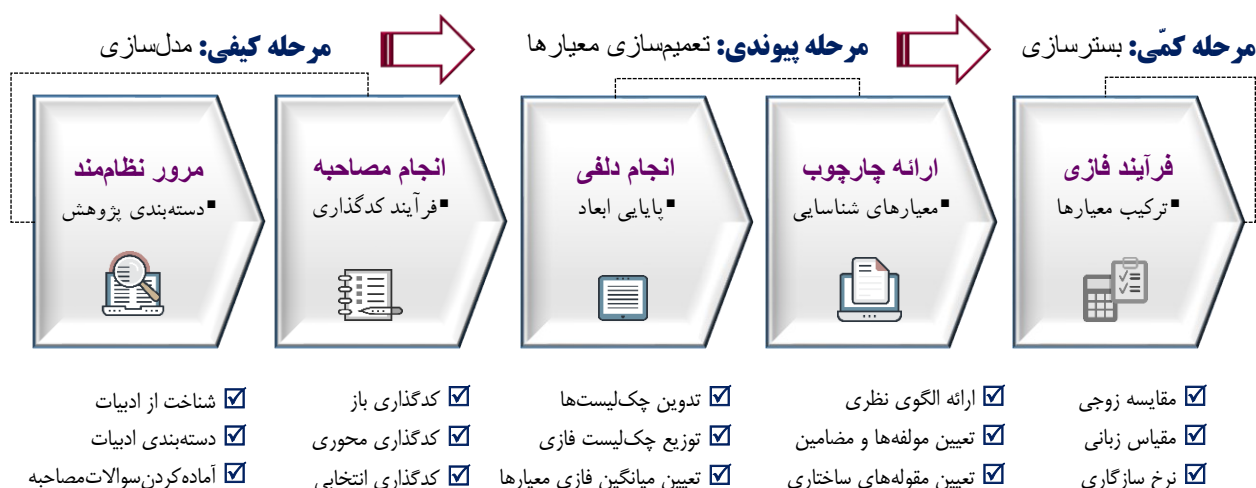 مرحله کیفی: مدل‌سازی
مرحله پیوندی: تعمیم‌سازی معیارها
مرحله کمّی: بسترسازی
مرور نظام‌مند
دسته‌بندی پژوهش
انجام مصاحبه
فرآیند کدگذاری
انجام دلفی
پایایی ابعاد
ارائه چارچوب
معیارهای شناسایی
فرآیند فازی
ترکیب معیارها
شناخت از ادبیات
دسته‌بندی ادبیات
آماده‌کردن‌سوالات‌مصاحبه
کدگذاری باز
کدگذاری محوری
کدگذاری انتخابی
تدوین چک‌لیست‌ها
توزیع چک‌لیست فازی
تعیین میانگین فازی معیارها
ارائه الگوی نظری
تعیین مولفه‌ها و مضامین
تعیین مقوله‌های ساختاری
مقایسه زوجی
مقیاس زبانی
نرخ سازگاری